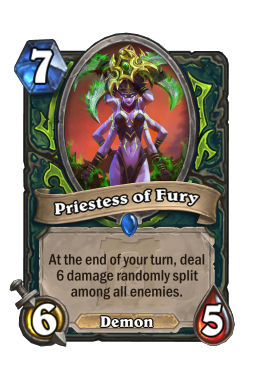 7
Priestess of Fury
At the end of your turn, deal
6 damage randomly split
among all enemies.
6
Demon
5